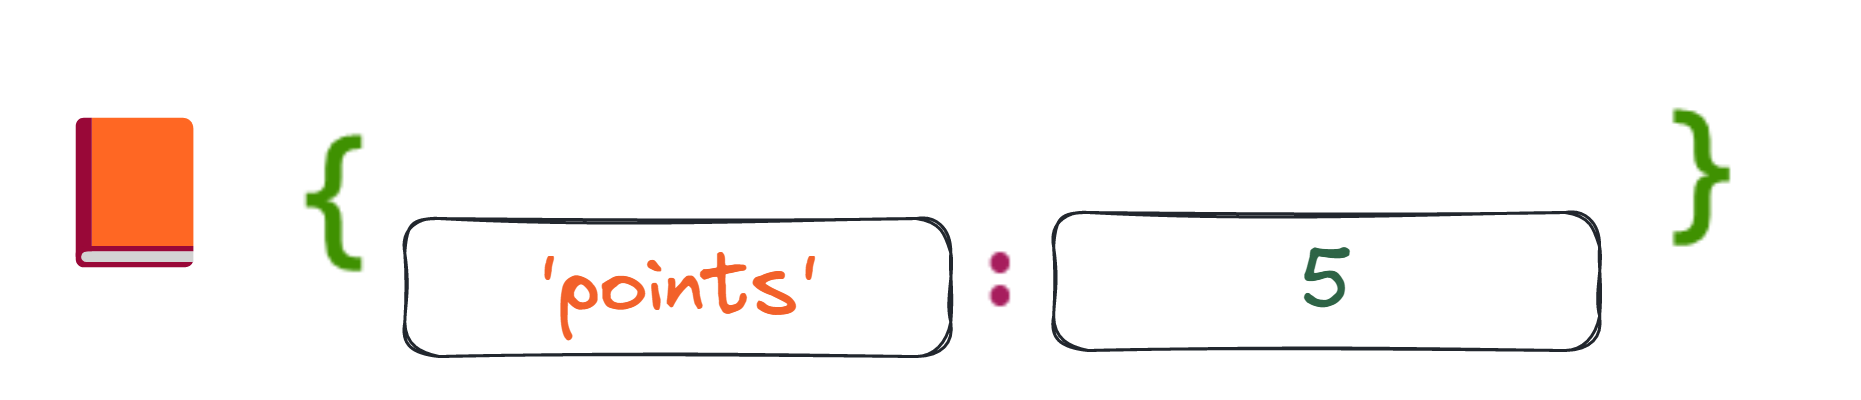 { 'points' : 5 }